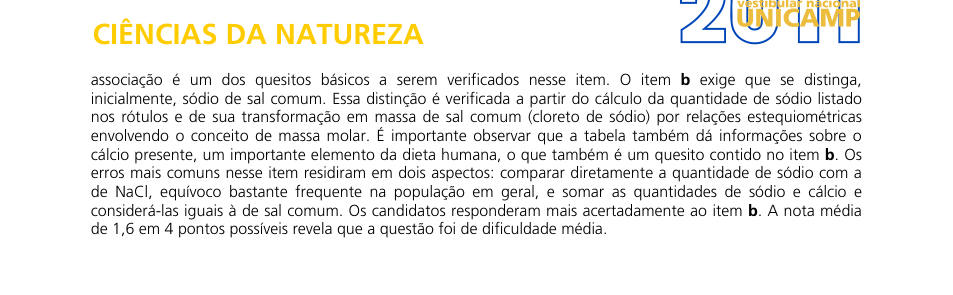 2011
vestibular nacional
UNICAMP
CIÊNCIAS DA NATUREZA
associação é um dos quesitos básicos a serem verificados nesse item. O item b exige que se distinga,
inicialmente, sódio de sal comum. Essa distinção é verificada a partir do cálculo da quantidade de sódio listado
nos rótulos e de sua transformação em massa de sal comum (cloreto de sódio) por relações estequiométricas
envolvendo o conceito de massa molar. É importante observar que a tabela também dá informações sobre o
cálcio presente, um importante elemento da dieta humana, o que também é um quesito contido no item b. Os
erros mais comuns nesse item residiram em dois aspectos: comparar diretamente a quantidade de sódio com a
de NaCl, equívoco bastante frequente na população em geral, e somar as quantidades de sódio e cálcio e
considerá-las iguais à de sal comum. Os candidatos responderam mais acertadamente ao item b. A nota média
de 1,6 em 4 pontos possíveis revela que a questão foi de dificuldade média.